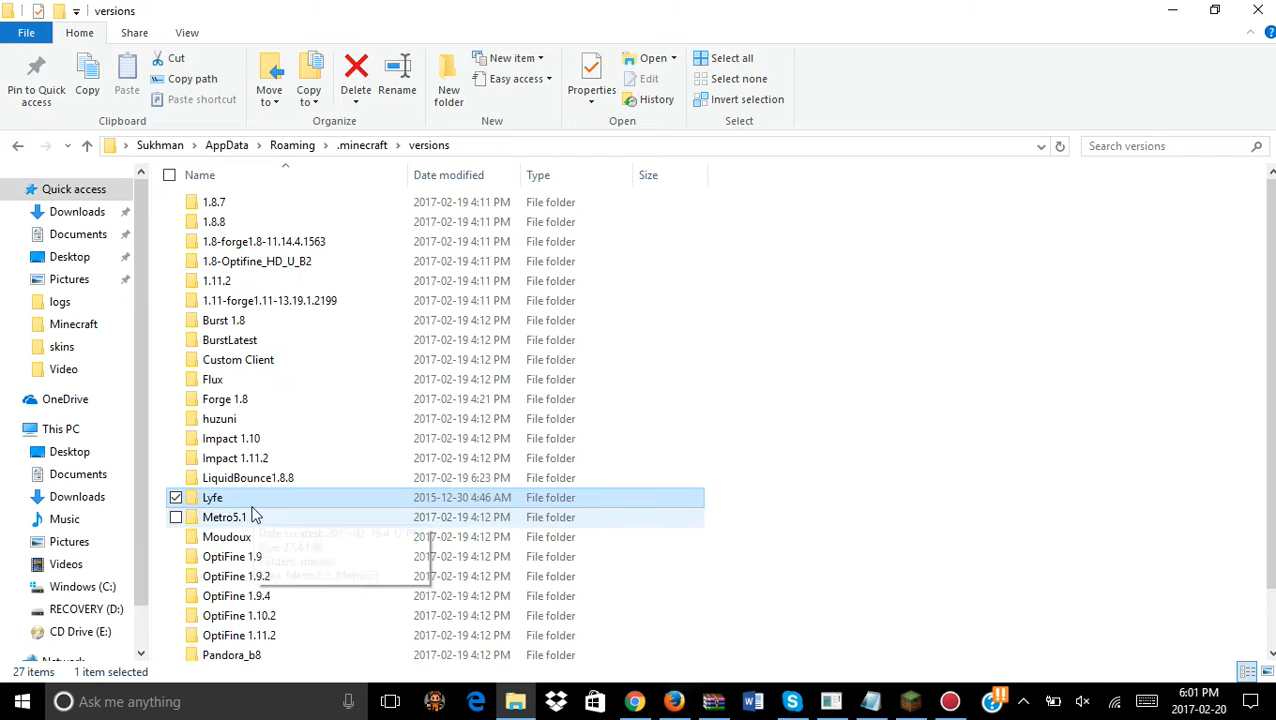 versions
File Home Share View
Pin to Quick access
Copy
Paste
Cut
Copy path
Paste shortcut
Clipboard
Move to
Copy to
Delete
Rename
Organize
New folder
New item
Easy access
New
Properties
Open
Edit
History
Open
Select all
Select none
Invert selection
Select
Sukhman AppData Roaming .minecraft versions
Search versions
Quick access
Downloads
Documents
Desktop
Pictures
logs
Minecraft
skins
Video
OneDrive
This PC
Desktop
Documents
Downloads
Music
Pictures
Videos
Windows (C:)
RECOVERY (D:)
CD Drive (E:)
Name Date modified Type Size
1.8.7 2017-02-19 4:11 PM File folder
1.8.8 2017-02-19 4:11 PM File folder
1.8-forge1.8-11.14.4.1563 2017-02-19 4:11 PM File folder
1.8-Optifine_HD_U_B2 2017-02-19 4:11 PM File folder
1.11.2 2017-02-19 4:11 PM File folder
1.11-forge1.11-13.19.1.2199 2017-02-19 4:11 PM File folder
Burst 1.8 2017-02-19 4:12 PM File folder
BurstLatest 2017-02-19 4:12 PM File folder
Custom Client 2017-02-19 4:12 PM File folder
Flux 2017-02-19 4:12 PM File folder
Forge 1.8 2017-02-19 4:21 PM File folder
huzuni 2017-02-19 4:12 PM File folder
Impact 1.10 2017-02-19 4:12 PM File folder
Impact 1.11.2 2017-02-19 4:12 PM File folder
LiquidBounce1.8.8 2017-02-19 6:23 PM File folder
Lyfe 2015-12-30 4:46 AM File folder
Metro5.1 2017-02-19 4:12 PM File folder
Moudoux 2017-02-19 4:12 PM File folder
OptiFine 1.9 2017-02-19 4:12 PM File folder
OptiFine 1.9.2 2017-02-19 4:12 PM File folder
OptiFine 1.9.4 2017-02-19 4:12 PM File folder
OptiFine 1.10.2 2017-02-19 4:12 PM File folder
OptiFine 1.11.2 2017-02-19 4:12 PM File folder
Pandora_b8 2017-02-19 4:12 PM File folder
27 items 1 item selected
Ask me anything
6:01 PM
2017-02-20